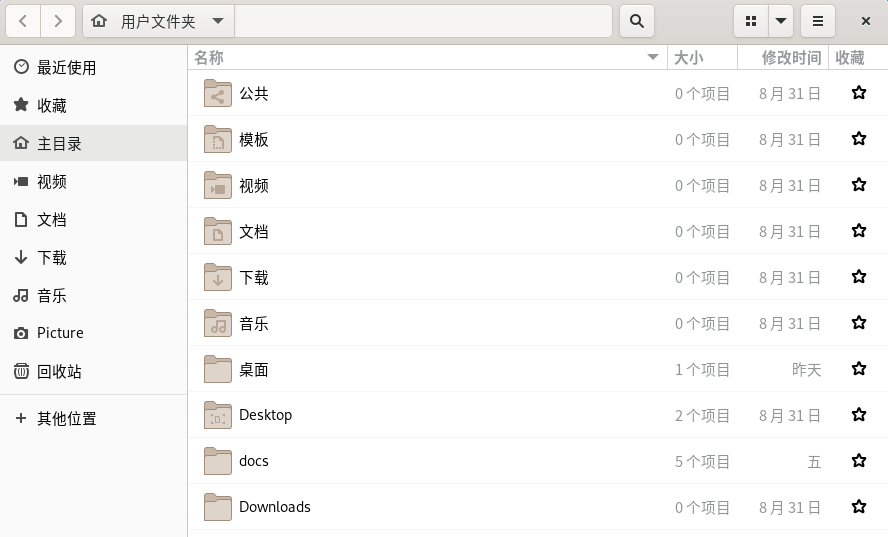 用户文件夹
名称 大小 修改时间 收藏
最近使用
收藏
主目录
视频
文档
下载
音乐
Picture
回收站
其他位置
公共 0 个项目 8 月 31 日
模板 0 个项目 8 月 31 日
视频 0 个项目 8 月 31 日
文档 0 个项目 8 月 31 日
下载 0 个项目 8 月 31 日
音乐 0 个项目 8 月 31 日
桌面 1 个项目 昨天
Desktop 2 个项目 8 月 31 日
docs 5 个项目 五
Downloads 0 个项目 8 月 31 日